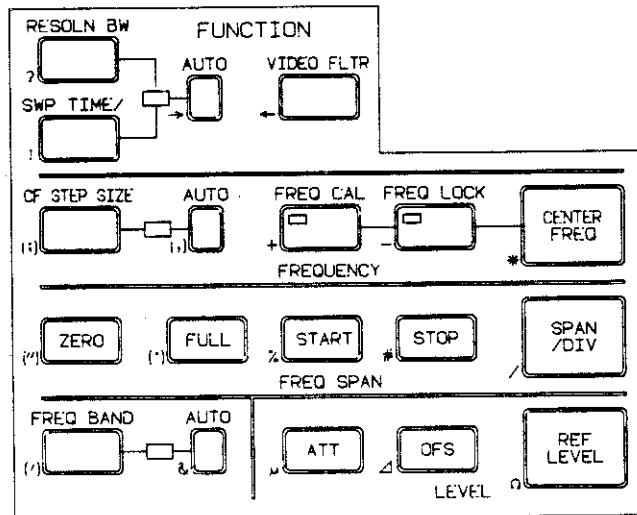 RESOLN BW FUNCTION
AUTO VIDEO FLTR
?
SWP TIME/ → ←
!
CF STEP SIZE AUTO FREQ CAL FREQ LOCK
CENTER
FREQ
(;) (,) + - *
FREQUENCY
ZERO FULL START STOP SPAN
/DIV
(") (°) % # /
FREQ SPAN
FREQ BAND AUTO
ATT OFS REF
LEVEL
(') & μ ⊿ Ω
LEVEL